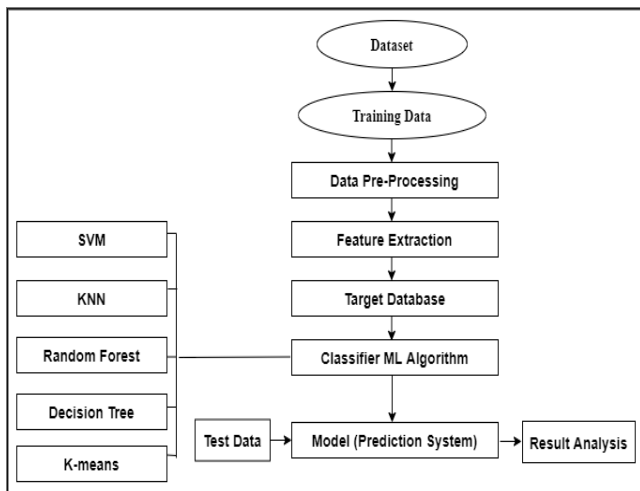 Dataset
Training Data
Data Pre-Processing
Feature Extraction
Target Database
Classifier ML Algorithm
SVM
KNN
Random Forest
Decision Tree
K-means
Test Data
Model (Prediction System)
Result Analysis